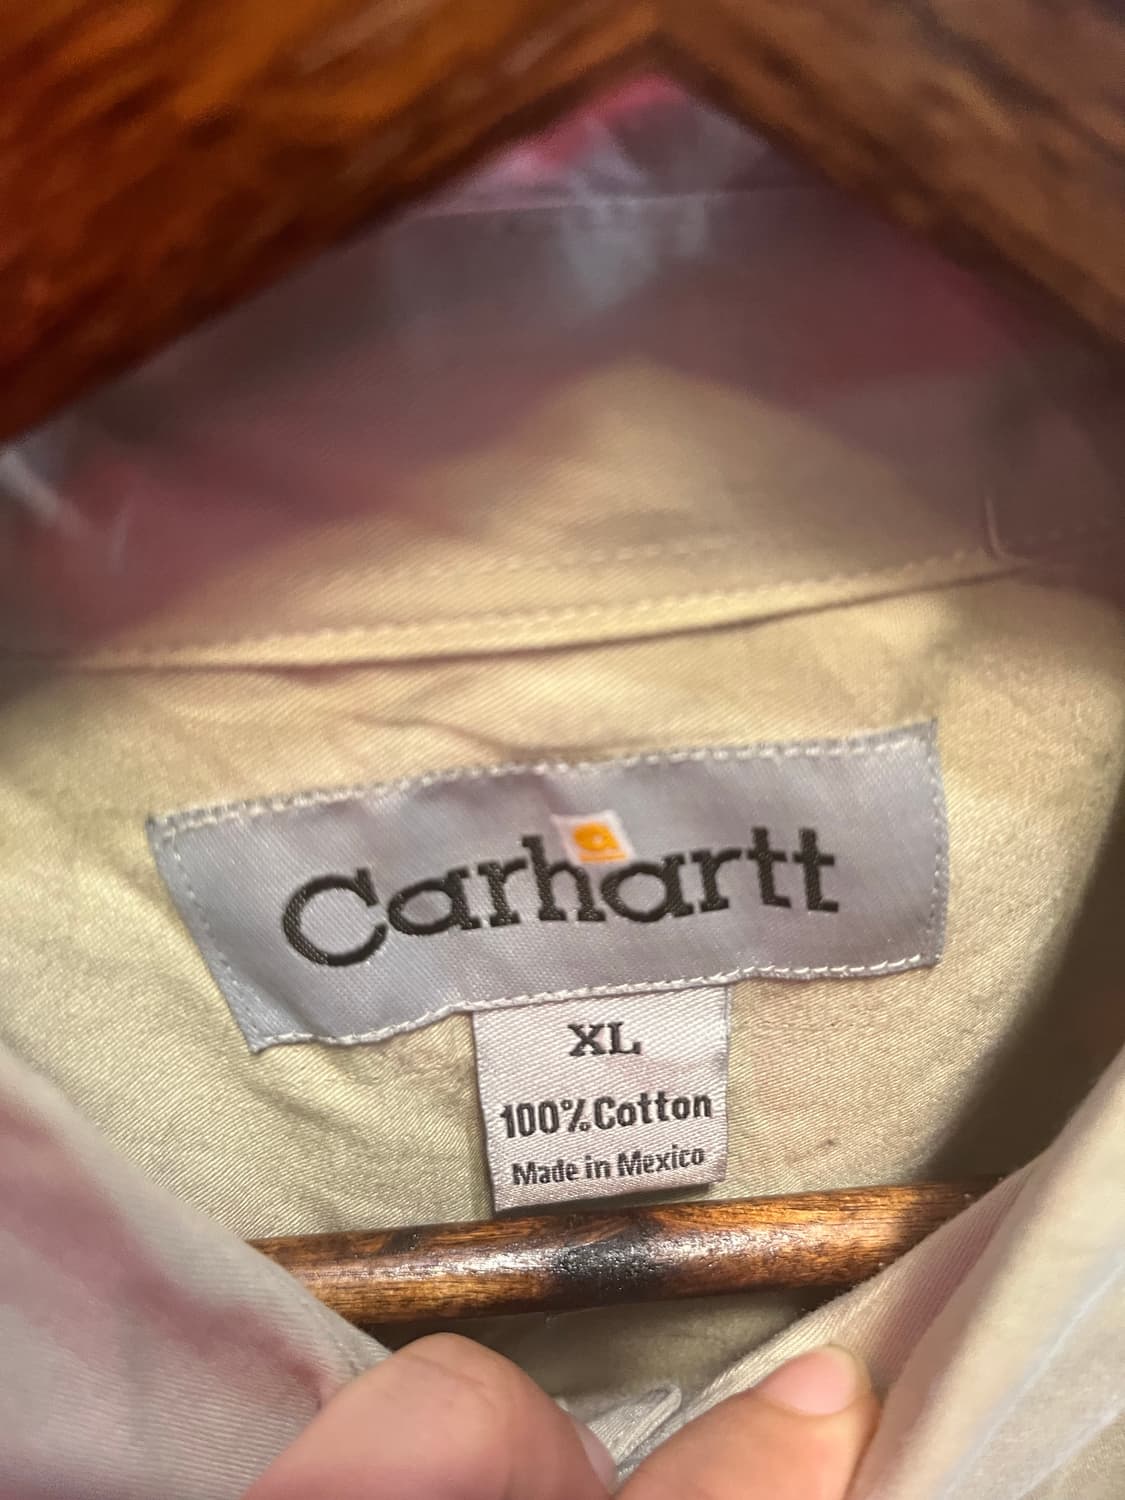 Carhartt
XL
100% Cotton
Made in Mexico